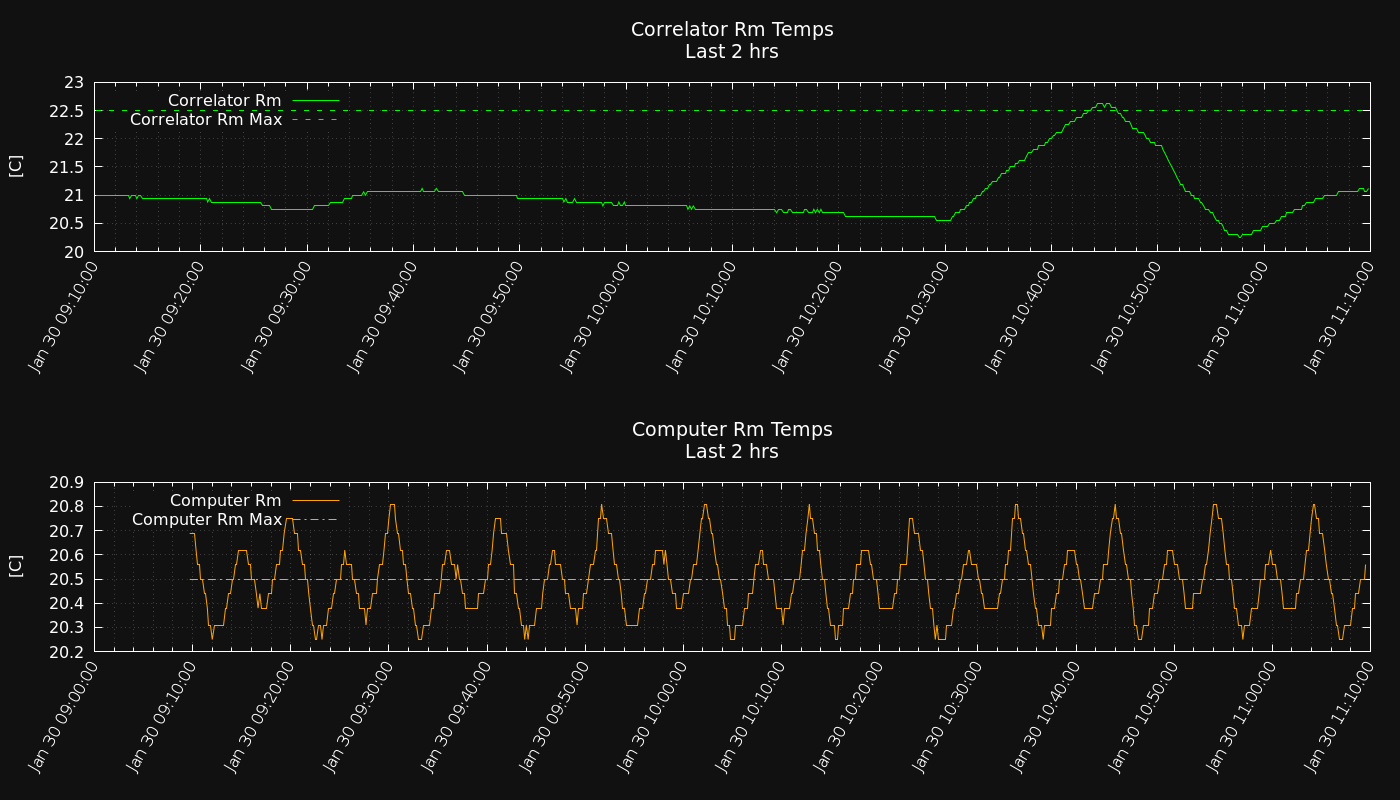 Correlator Rm Temps
Last 2 hrs
23
22.5
22
21.5
21
20.5
20
[C]
Correlator Rm
Correlator Rm Max
Jan 30 09:10:00
Jan 30 09:20:00
Jan 30 09:30:00
Jan 30 09:40:00
Jan 30 09:50:00
Jan 30 10:00:00
Jan 30 10:10:00
Jan 30 10:20:00
Jan 30 10:30:00
Jan 30 10:40:00
Jan 30 10:50:00
Jan 30 11:00:00
Jan 30 11:10:00
Computer Rm Temps
Last 2 hrs
20.9
20.8
20.7
20.6
20.5
20.4
20.3
20.2
[C]
Computer Rm
Computer Rm Max
Jan 30 09:00:00
Jan 30 09:10:00
Jan 30 09:20:00
Jan 30 09:30:00
Jan 30 09:40:00
Jan 30 09:50:00
Jan 30 10:00:00
Jan 30 10:10:00
Jan 30 10:20:00
Jan 30 10:30:00
Jan 30 10:40:00
Jan 30 10:50:00
Jan 30 11:00:00
Jan 30 11:10:00